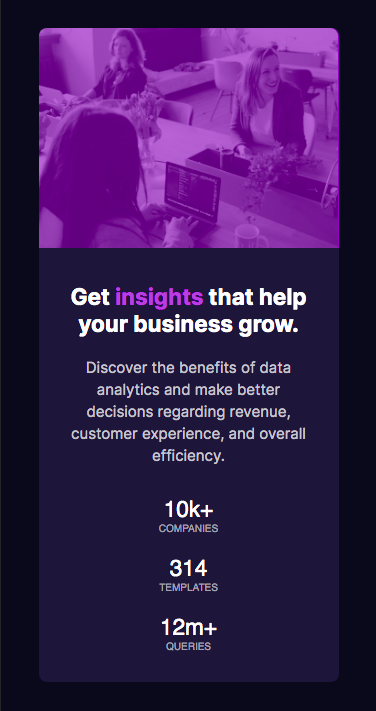 Get insights that help
your business grow.
Discover the benefits of data
analytics and make better
decisions regarding revenue,
customer experience, and overall
efficiency.
10k+
COMPANIES
314
TEMPLATES
12m+
QUERIES